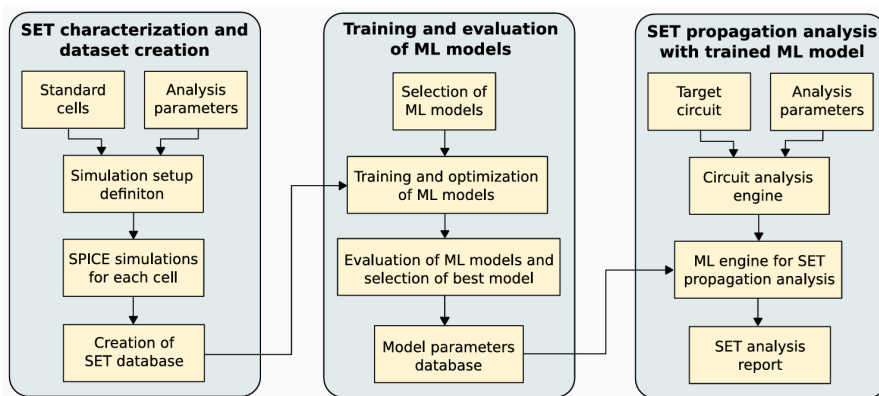 SET characterization and
dataset creation
Standard
cells
Analysis
parameters
Simulation setup
definiton
SPICE simulations
for each cell
Creation of
SET database
Training and evaluation
of ML models
Selection of
ML models
Training and optimization
of ML models
Evaluation of ML models and
selection of best model
Model parameters
database
SET propagation analysis
with trained ML model
Target
circuit
Analysis
parameters
Circuit analysis
engine
ML engine for SET
propagation analysis
SET analysis
report